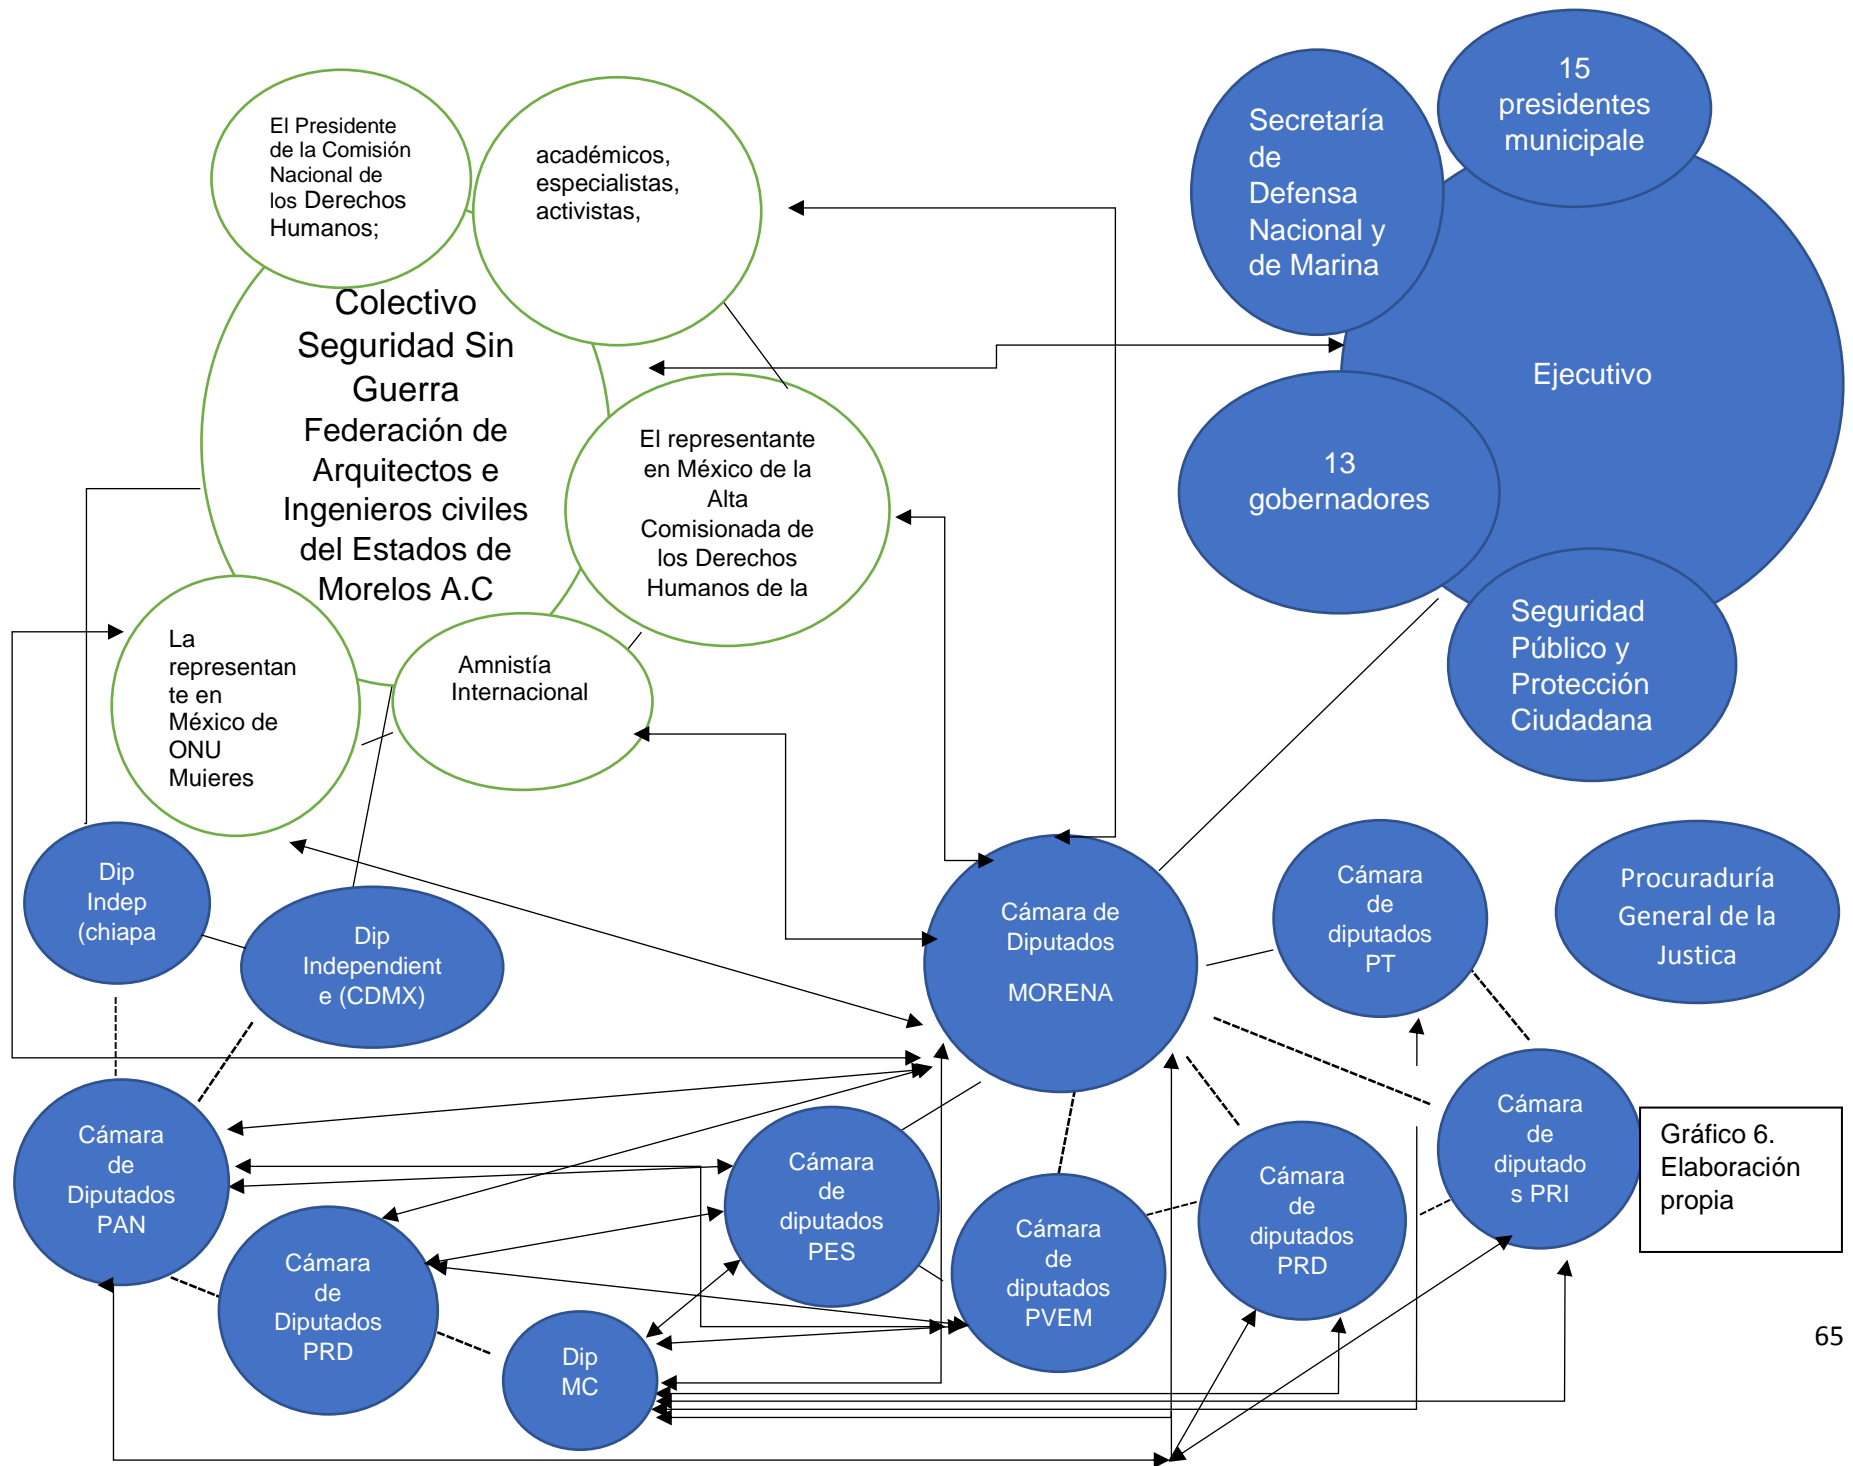 El Presidente
de la Comisión
Nacional de
los Derechos
Humanos;
académicos,
especialistas,
activistas,
Secretaría
de
Defensa
Nacional y
de Marina
15
presidentes
municipale
Colectivo
Seguridad Sin
Guerra
Federación de
Arquitectos e
Ingenieros civiles
del Estados de
Morelos A.C
Ejecutivo
El representante
en México de la
Alta
Comisionada de
los Derechos
Humanos de la
13
gobernadores
La
representan
te en
México de
ONU
Mujeres
Amnistía
Internacional
Seguridad
Público y
Protección
Ciudadana
Dip
Indep
(chiapa
Dip
Independient
e (CDMX)
Cámara de
Diputados
MORENA
Cámara
de
diputados
PT
Procuraduría
General de la
Justica
Cámara
de
Diputados
PAN
Cámara
de
Diputados
PRD
Dip
MC
Cámara
de
diputados
PES
Cámara
de
diputados
PVEM
Cámara
de
diputados
PRD
Cámara
de
diputado
s PRI
Gráfico 6.
Elaboración
propia
65